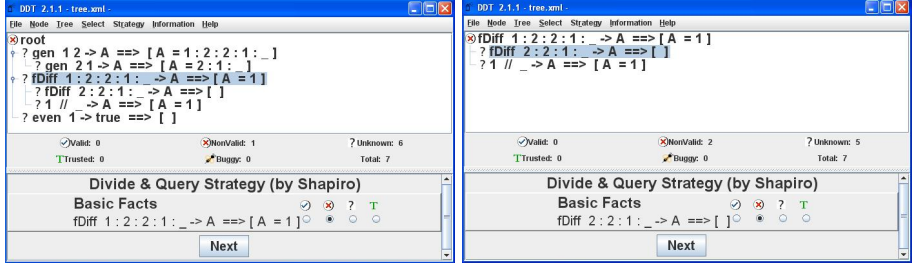 DDT 2.1.1 - tree.xml -
File Node Tree Select Strategy Information Help
root
? gen 1 2 -> A ==> [ A = 1 : 2 : 2 : 1 : _ ]
? gen 2 1 -> A ==> [ A = 2 : 1 : _ ]
? fDiff 1 : 2 : 2 : 1 : _ -> A ==> [ A = 1 ]
? fDiff 2 : 2 : 1 : _ -> A ==> [ ]
? 1 // _ -> A ==> [ A = 1 ]
? even 1 -> true ==> [ ]
Valid: 0 NonValid: 1 ? Unknown: 6
T Trusted: 0 Buggy: 0 Total: 7
Divide & Query Strategy (by Shapiro)
Basic Facts ? T
fDiff 1 : 2 : 2 : 1 : _ -> A ==> [ A = 1 ]
Next
DDT 2.1.1 - tree.xml -
File Node Tree Select Strategy Information Help
fDiff 1 : 2 : 2 : 1 : _ -> A ==> [ A = 1 ]
? fDiff 2 : 2 : 1 : _ -> A ==> [ ]
? 1 // _ -> A ==> [ A = 1 ]
Valid: 0 NonValid: 2 ? Unknown: 5
T Trusted: 0 Buggy: 0 Total: 7
Divide & Query Strategy (by Shapiro)
Basic Facts ? T
fDiff 2 : 2 : 1 : _ -> A ==> [ ]
Next